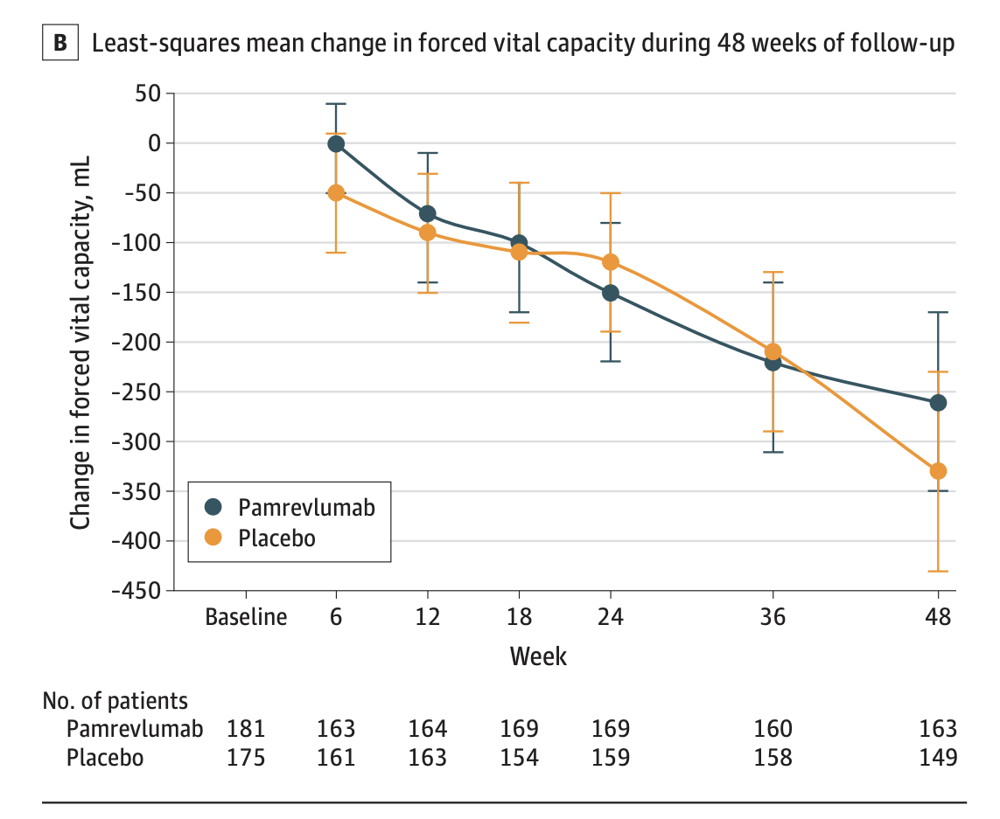 B Least-squares mean change in forced vital capacity during 48 weeks of follow-up
50
0
-50
-100
-150
-200
-250
-300
-350
-400
-450
Change in forced vital capacity, mL
Pamrevlumab
Placebo
Baseline 6 12 18 24 36 48
Week
No. of patients
Pamrevlumab 181 163 164 169 169 160 163
Placebo 175 161 163 154 159 158 149